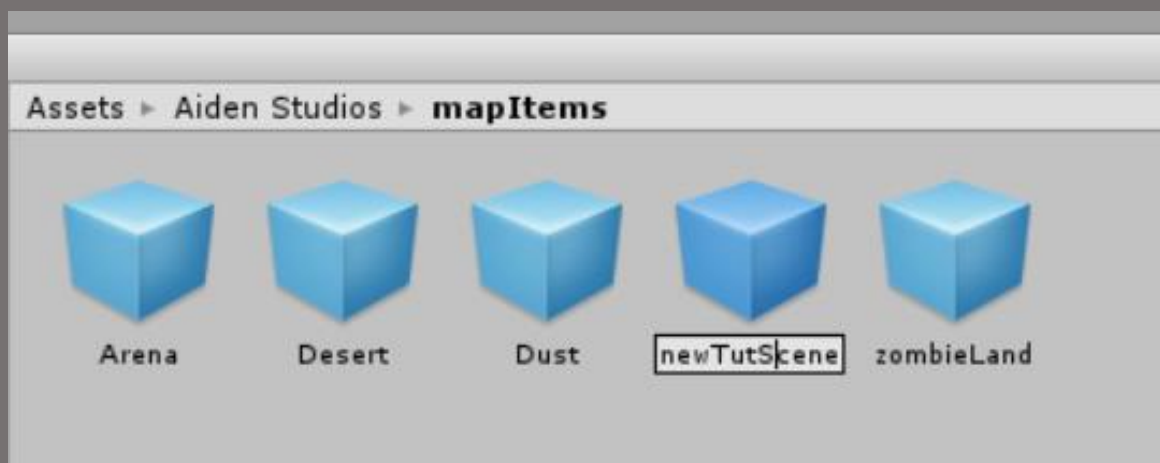 Assets ▸ Aiden Studios ▸ mapItems
Arena Desert Dust newTutScene zombieLand